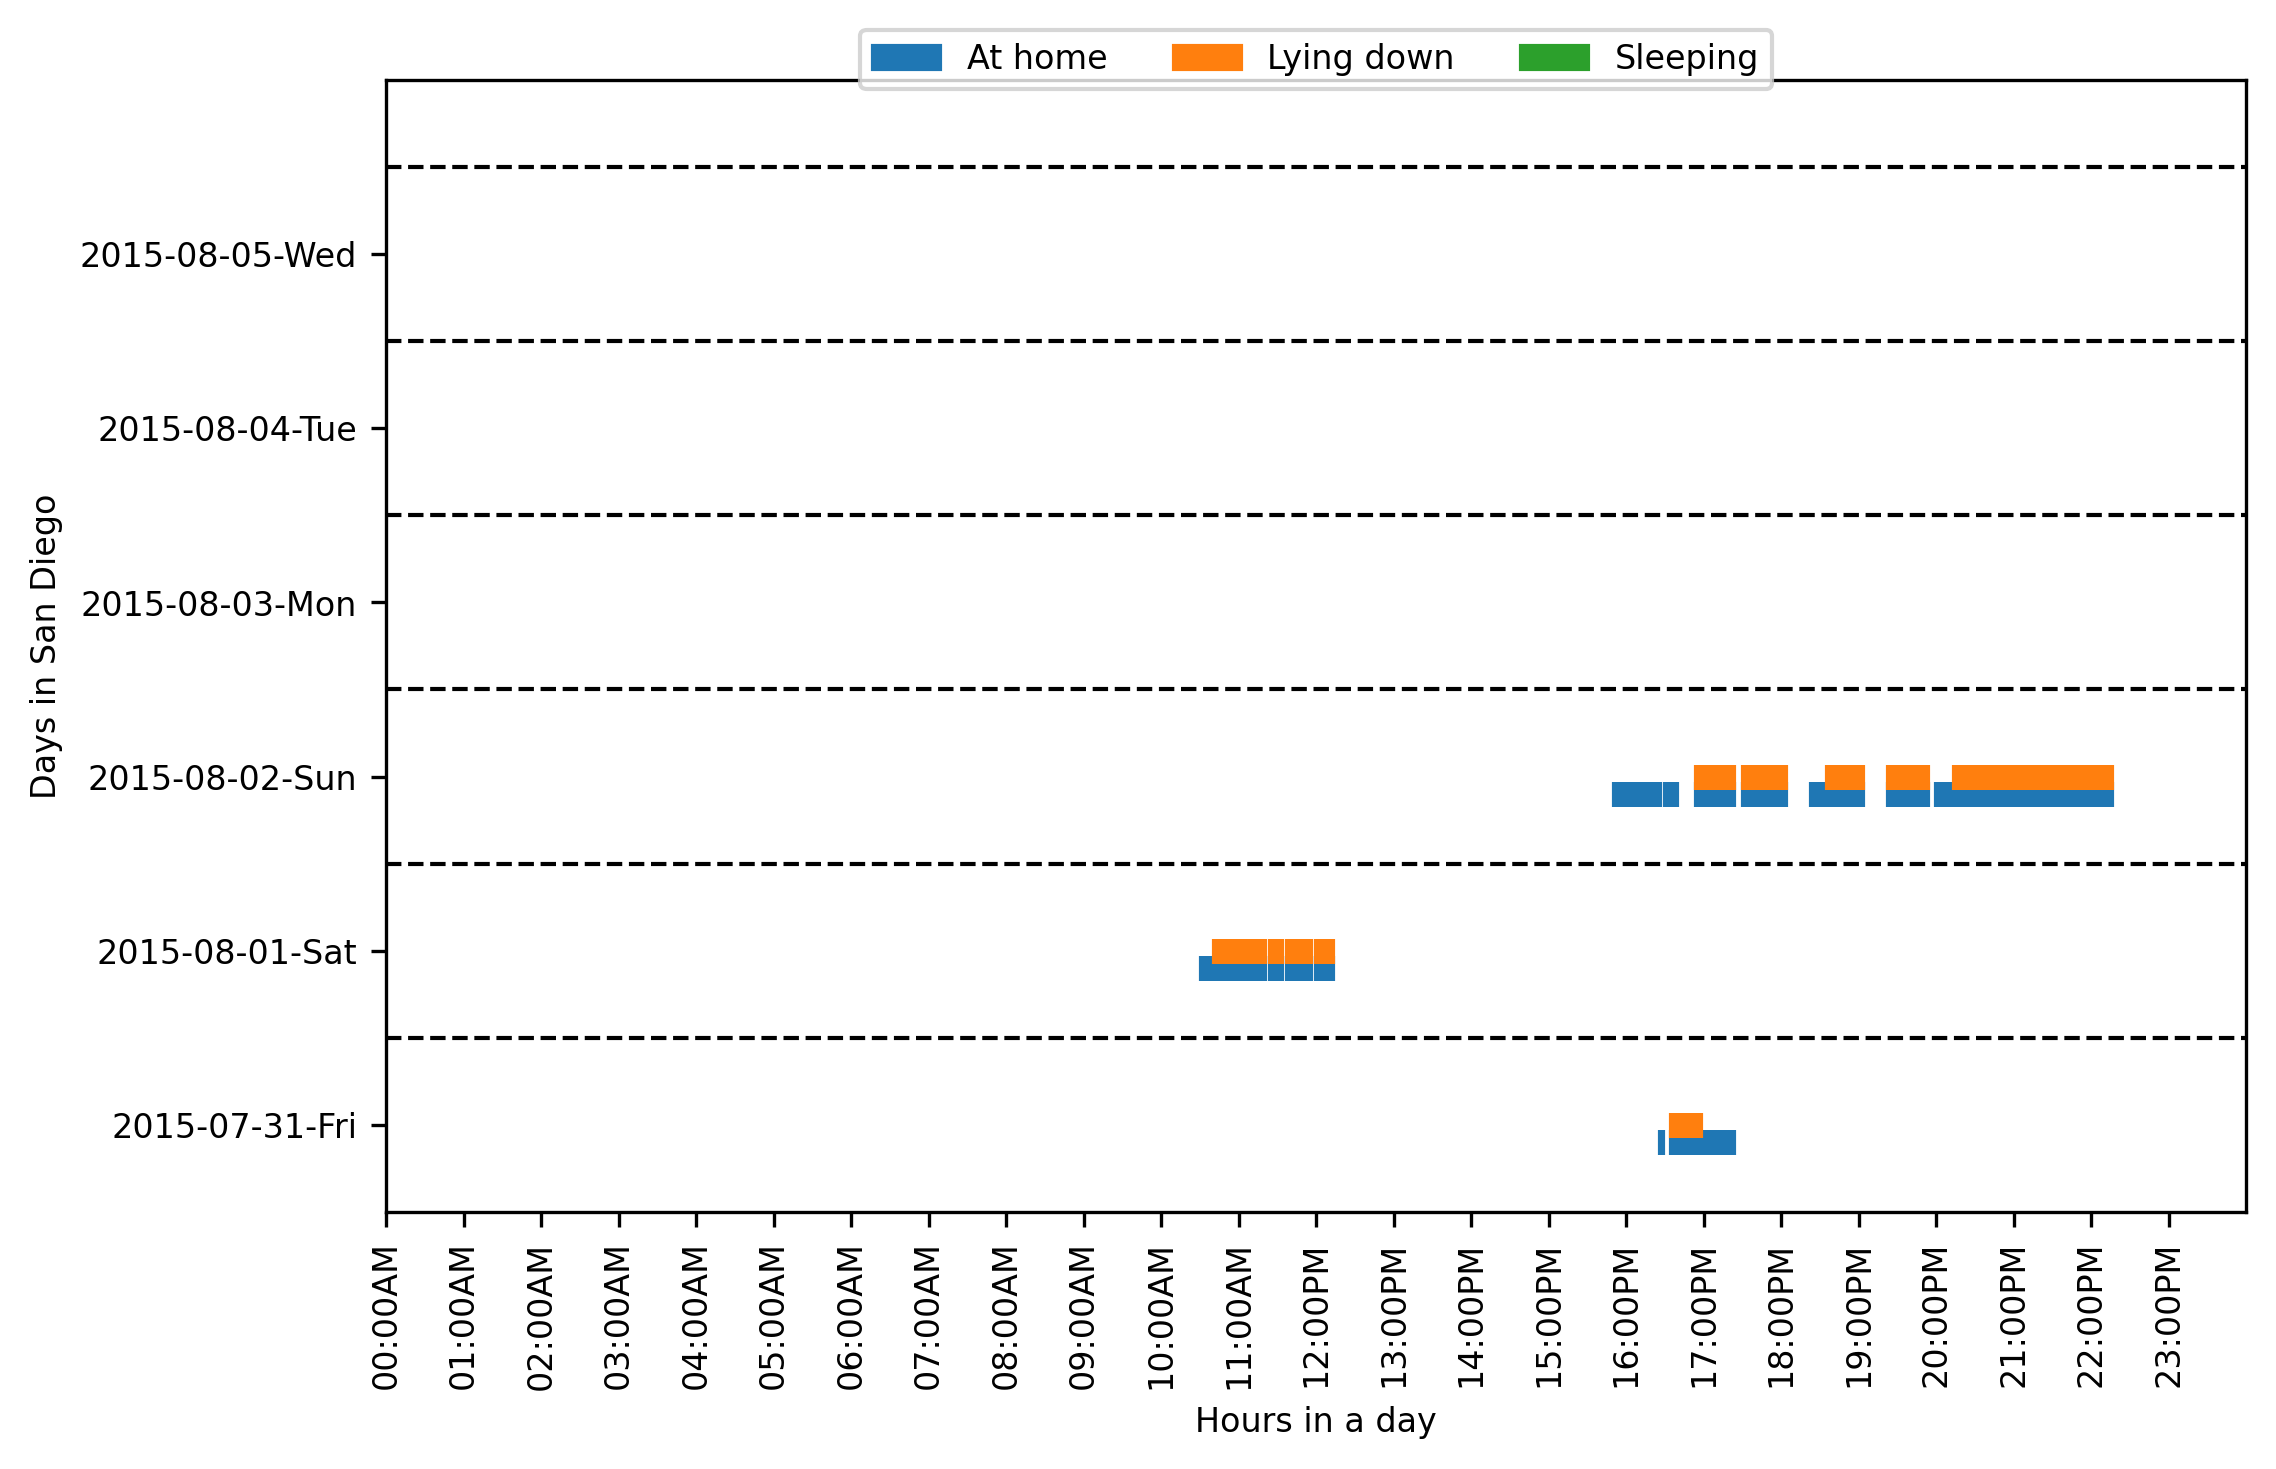 At home Lying down Sleeping
2015-08-05-Wed
2015-08-04-Tue
2015-08-03-Mon
2015-08-02-Sun
2015-08-01-Sat
2015-07-31-Fri
Days in San Diego
00:00AM
01:00AM
02:00AM
03:00AM
04:00AM
05:00AM
06:00AM
07:00AM
08:00AM
09:00AM
10:00AM
11:00AM
12:00PM
13:00PM
14:00PM
15:00PM
16:00PM
17:00PM
18:00PM
19:00PM
20:00PM
21:00PM
22:00PM
23:00PM
Hours in a day